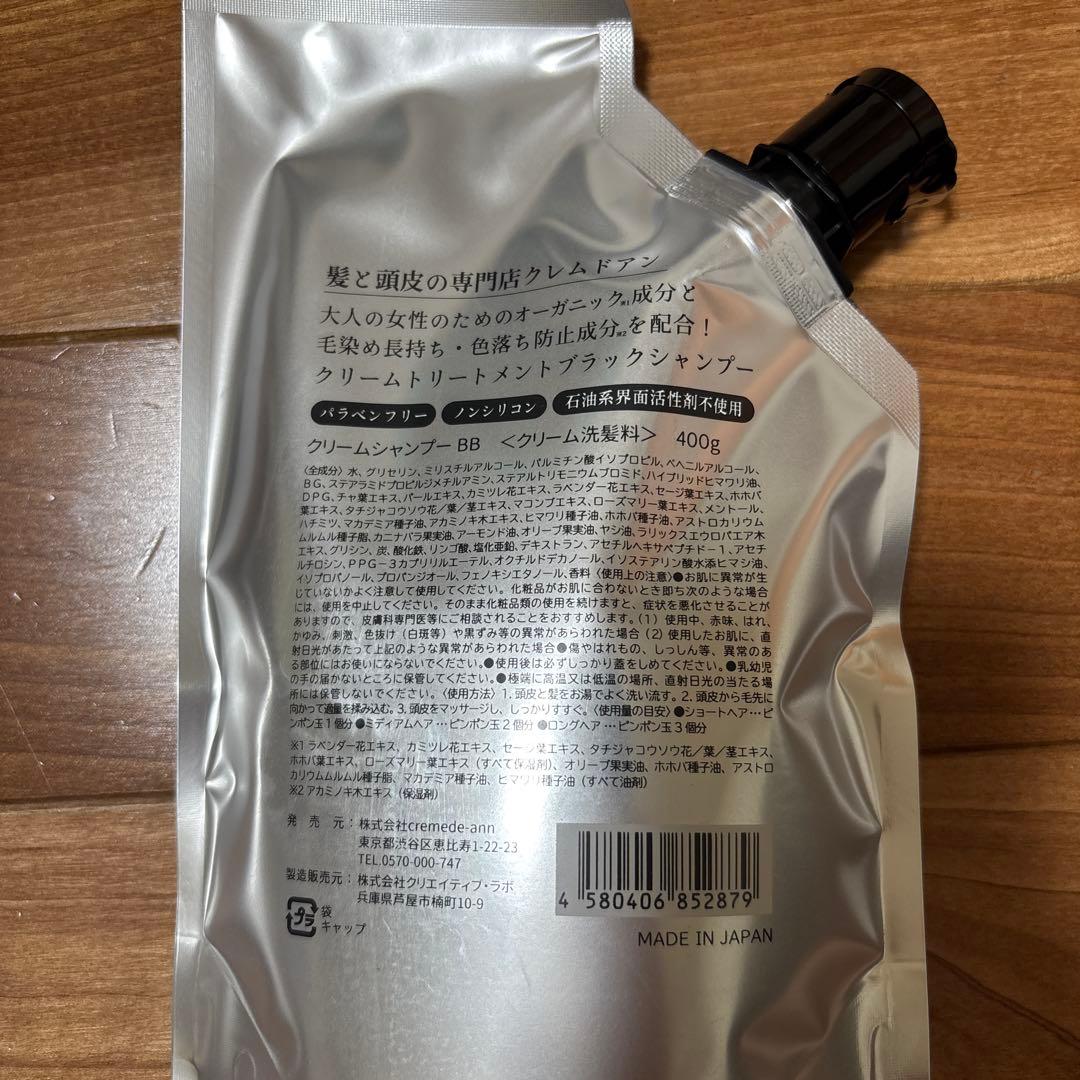 髪と頭皮の専門店クレムドアン
大人の女性のためのオーガニック※1成分と
毛染め長持ち・色落ち防止成分※2を配合！
クリームトリートメントブラックシャンプー
パラベンフリー ノンシリコン 石油系界面活性剤不使用
クリームシャンプー BB ＜クリーム洗髪料＞ 400g
〈全成分〉水、グリセリン、ミリスチルアルコール、パルミチン酸イソプロピル、ベヘニルアルコール、
BG、ステアラミドプロピルジメチルアミン、ステアルトリモニウムブロミド、ハイブリッドヒマワリ油、
DPG、チャ葉エキス、パールエキス、カミツレ花エキス、ラベンダー花エキス、セージ葉エキス、ホホバ
葉エキス、タチジャコウソウ花／葉／茎エキス、マコンブエキス、ローズマリー葉エキス、メントール、
ハチミツ、マカデミア種子油、アカミノキ木エキス、ヒマワリ種子油、ホホバ種子油、アストロカリウム
ムルムル種子脂、カニナバラ果実油、アーモンド油、オリーブ果実油、ヤシ油、ラリックスエウロパエア木
エキス、グリシン、炭、酸化鉄、リンゴ酸、塩化亜鉛、デキストラン、アセチルヘキサペプチド－1、アセチ
ルチロシン、PPG－3カプリリルエーテル、オクチルドデカノール、イソステアリン酸水添ヒマシ油、
イソプロパノール、プロパンジオール、フェノキシエタノール、香料〈使用上の注意〉●お肌に異常が生
じていないかよく注意して使用してください。化粧品がお肌に合わないとき即ち次のような場合
には、使用を中止してください。そのまま化粧品類の使用を続けますと、症状を悪化させることが
ありますので、皮膚科専門医等にご相談されることをおすすめします。(1) 使用中、赤味、はれ、
かゆみ、刺激、色抜け（白斑等）や黒ずみ等の異常があらわれた場合 (2) 使用したお肌に、直
射日光があたって上記のような異常があらわれた場合●傷やはれもの、しっしん等、異常のあ
る部位にはお使いにならないでください。●使用後は必ずしっかり蓋をしめてください。●乳幼児
の手の届かないところに保管してください。●極端に高温又は低温の場所、直射日光の当たる場
所には保管しないでください。〈使用方法〉1. 頭皮と髪をお湯でよく洗い流す。2. 頭皮から毛先に
向かって適量を揉み込む。3. 頭皮をマッサージし、しっかりすすぐ。〈使用量の目安〉●ショートヘア…ピ
ンポン玉1個分●ミディアムヘア…ピンポン玉2個分●ロングヘア…ピンポン玉3個分
※1 ラベンダー花エキス、カミツレ花エキス、セージ葉エキス、タチジャコウソウ花／葉／茎エキス、
ホホバ葉エキス、ローズマリー葉エキス（すべて保湿剤）、オリーブ果実油、ホホバ種子油、アストロ
カリウムムルムル種子脂、マカデミア種子油、ヒマワリ種子油（すべて油剤）
※2 アカミノキ木エキス（保湿剤）
発 売 元：株式会社cremede-ann
東京都渋谷区恵比寿1-22-23
TEL.0570-000-747
製造販売元：株式会社クリエイティブ・ラボ
兵庫県芦屋市楠町10-9
プラ 袋
キャップ
4 580406 852879
MADE IN JAPAN